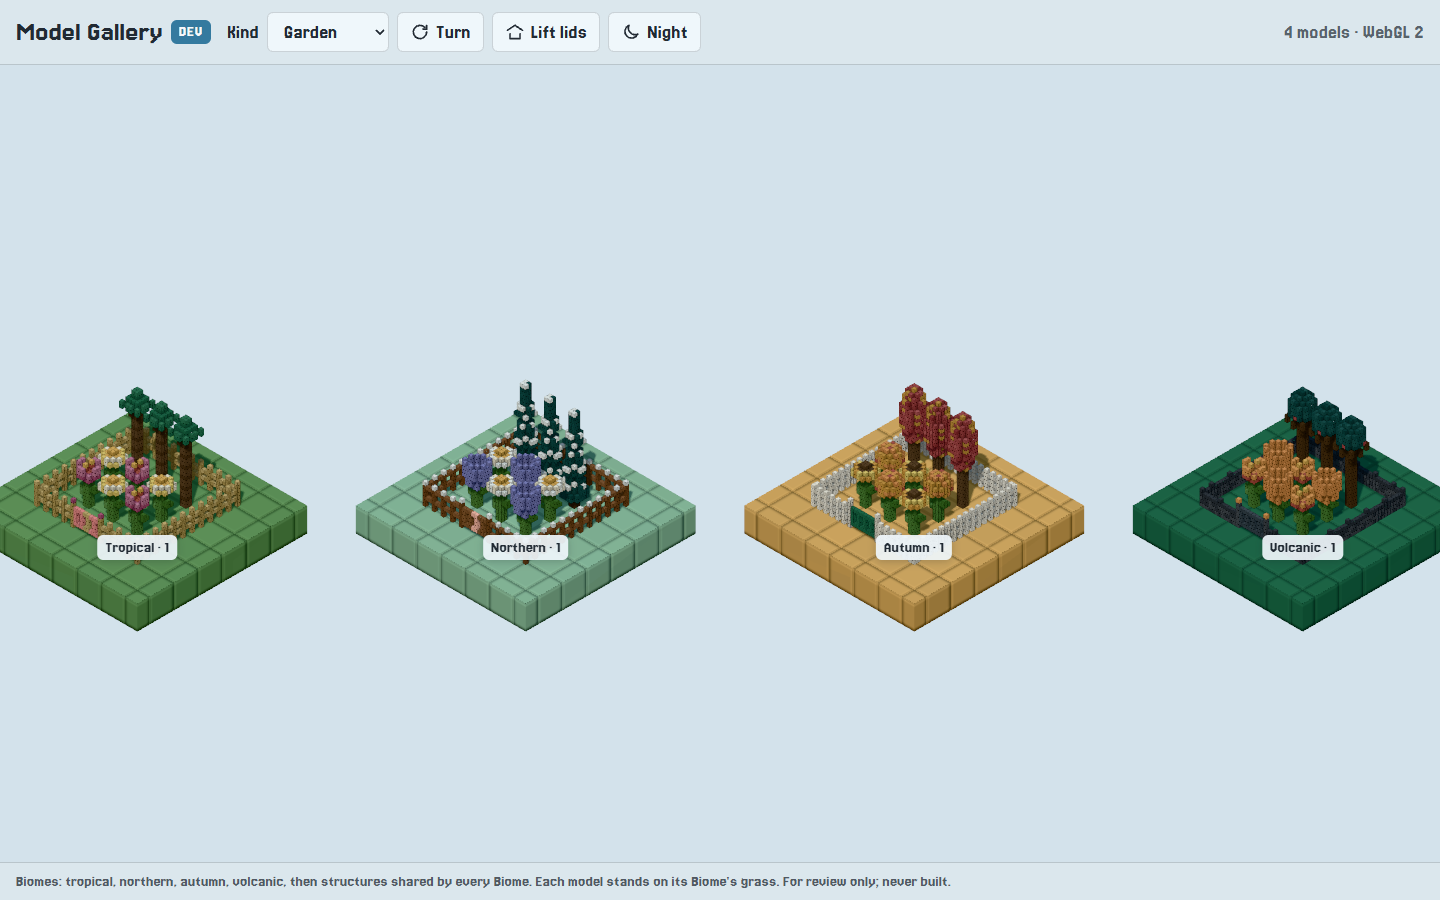 Model Gallery DEV Kind Garden Turn Lift lids Night 4 models · WebGL 2
Tropical · 1 Northern · 1 Autumn · 1 Volcanic · 1
Biomes: tropical, northern, autumn, volcanic, then structures shared by every Biome. Each model stands on its Biome's grass. For review only; never built.